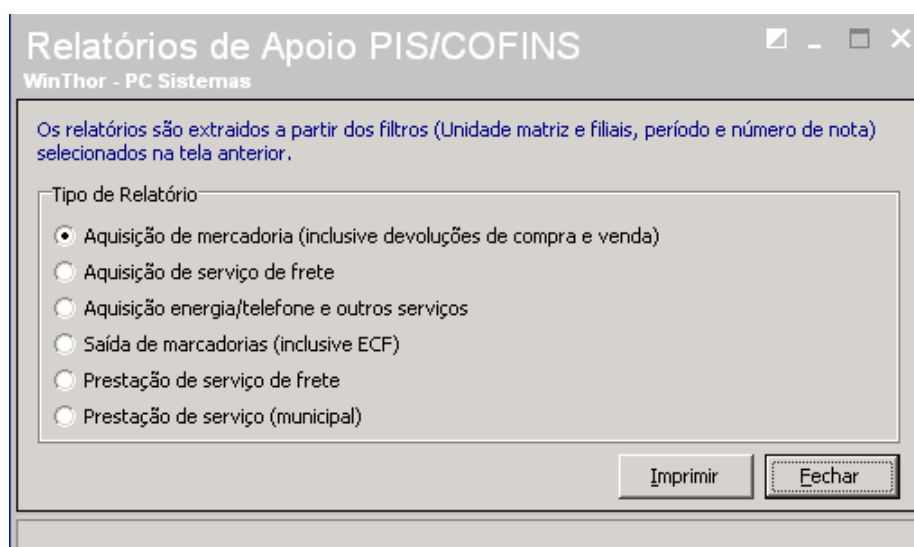 Relatórios de Apoio PIS/COFINS
WinThor - PC Sistemas
Os relatórios são extraidos a partir dos filtros (Unidade matriz e filiais, período e número de nota)
selecionados na tela anterior.
Tipo de Relatório
Aquisição de mercadoria (inclusive devoluções de compra e venda)
Aquisição de serviço de frete
Aquisição energia/telefone e outros serviços
Saída de marcadorias (inclusive ECF)
Prestação de serviço de frete
Prestação de serviço (municipal)
Imprimir
Fechar